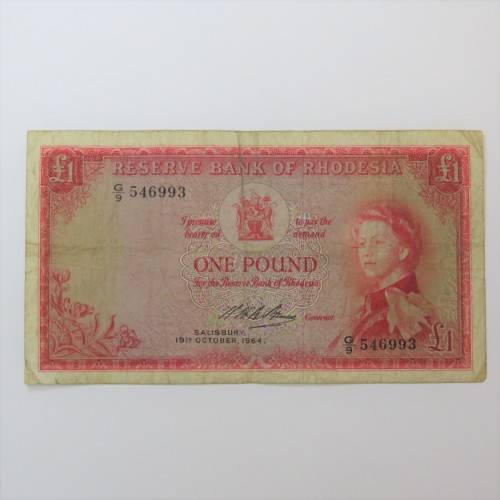 £1 RESERVE BANK OF RHODESIA £1
G/9 546993
I promise to pay the
bearer on demand
ONE POUND
For the Reserve Bank of Rhodesia
Governor
SALISBURY,
19TH OCTOBER, 1964.
G/9 546993
£1